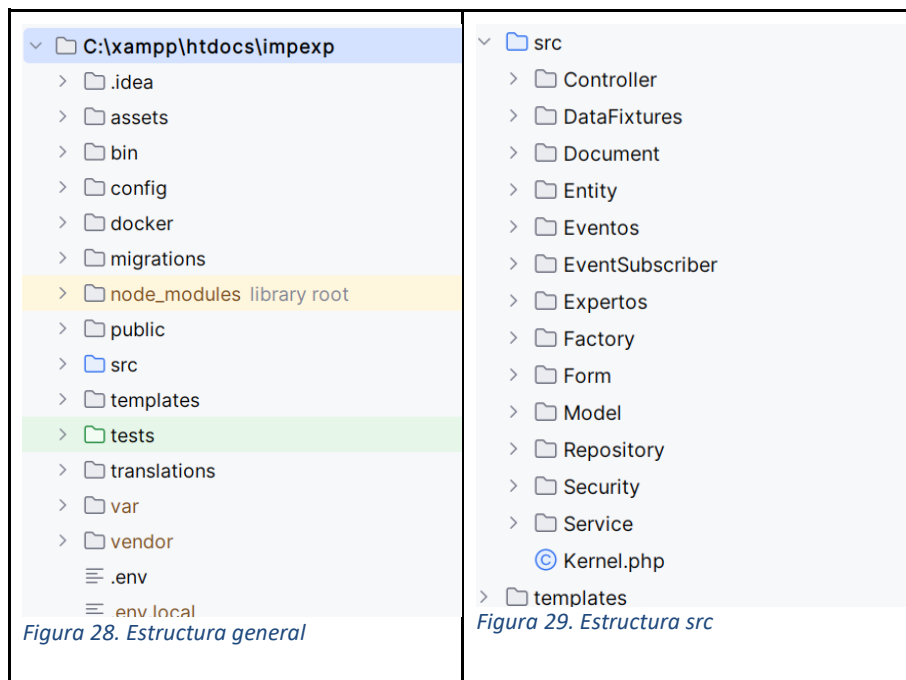 C:\xampp\htdocs\impexp
.idea
assets
bin
config
docker
migrations
node_modules library root
public
src
templates
tests
translations
var
vendor
.env
.env.local
Figura 28. Estructura general
src
Controller
DataFixtures
Document
Entity
Eventos
EventSubscriber
Expertos
Factory
Form
Model
Repository
Security
Service
Kernel.php
templates
Figura 29. Estructura src